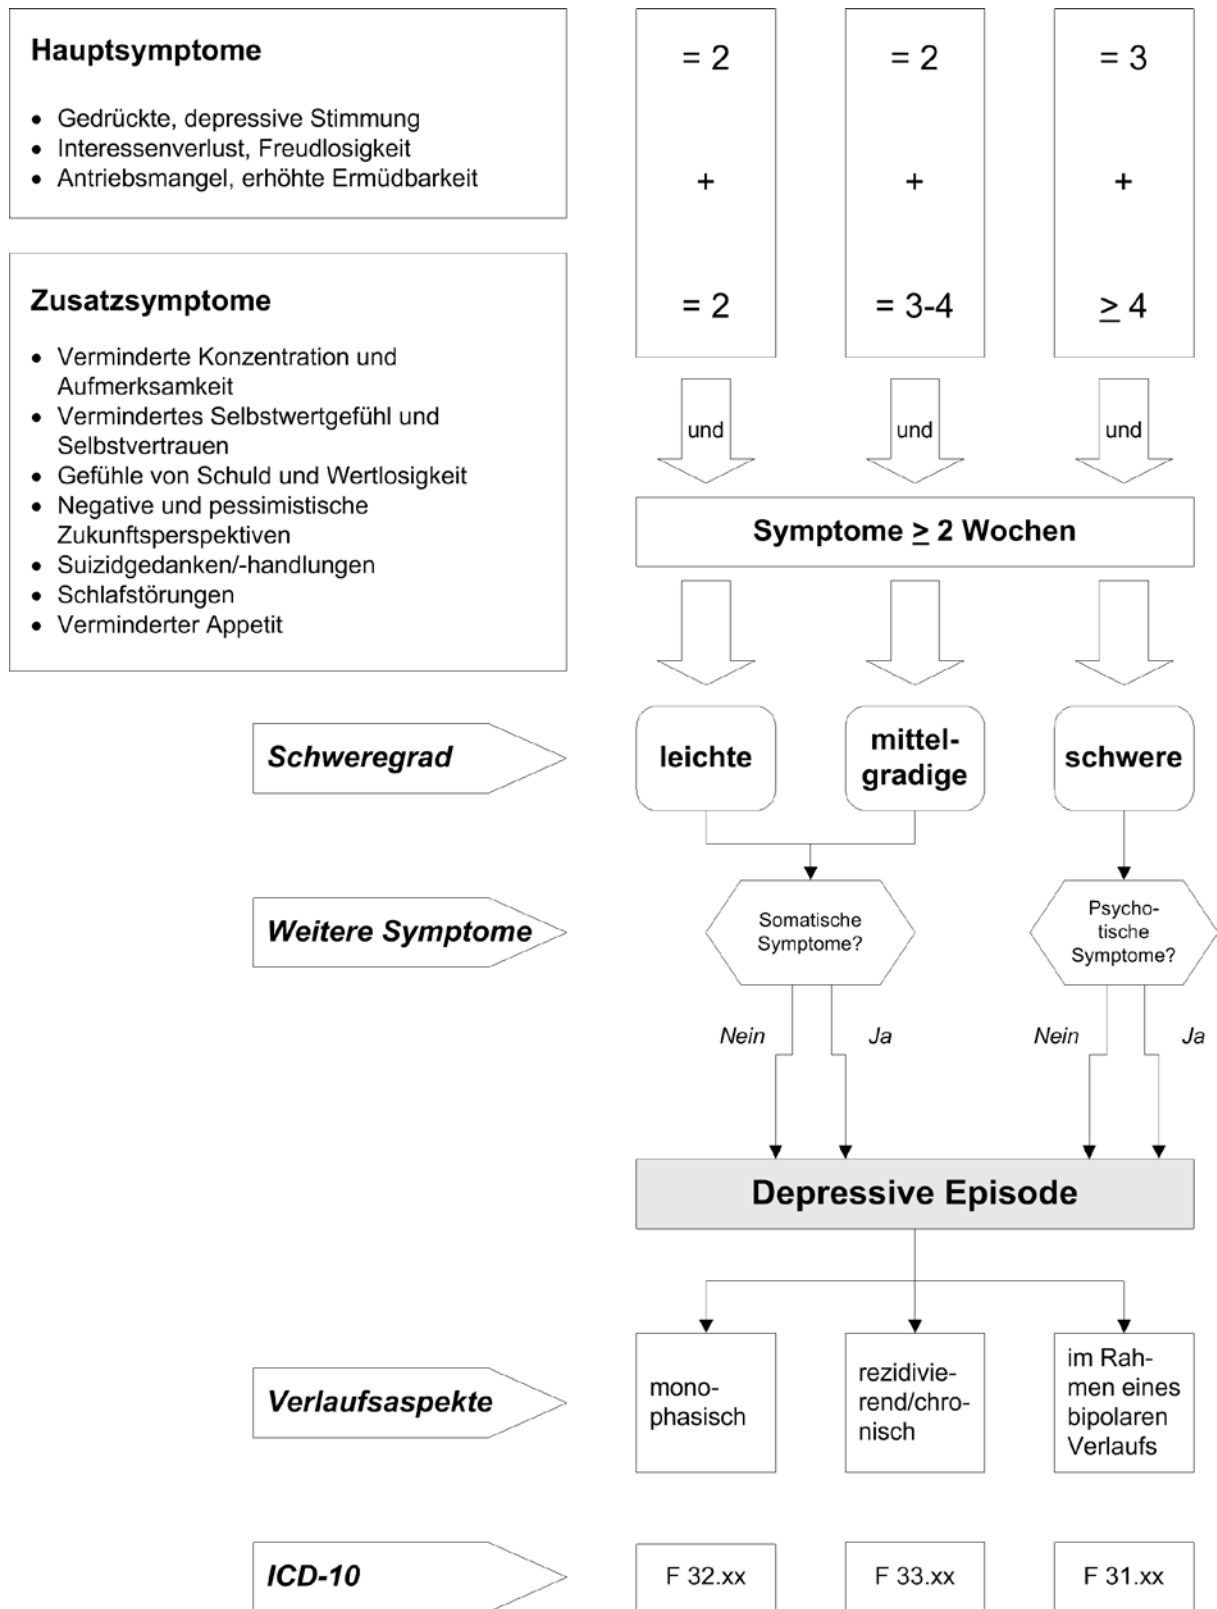 Hauptsymptome
• Gedrückte, depressive Stimmung
• Interessenverlust, Freudlosigkeit
• Antriebsmangel, erhöhte Ermüdbarkeit
= 2
= 2
= 3
+
+
+
Zusatzsymptome
• Verminderte Konzentration und
Aufmerksamkeit
• Vermindertes Selbstwertgefühl und
Selbstvertrauen
• Gefühle von Schuld und Wertlosigkeit
• Negative und pessimistische
Zukunftsperspektiven
• Suizidgedanken/-handlungen
• Schlafstörungen
• Verminderter Appetit
= 2
= 3-4
≥ 4
und
und
und
Symptome ≥ 2 Wochen
Schweregrad
leichte
mittel-
gradige
schwere
Weitere Symptome
Somatische
Symptome?
Psycho-
tische
Symptome?
Nein
Ja
Nein
Ja
Depressive Episode
Verlaufsaspekte
mono-
phasisch
rezidivie-
rend/chro-
nisch
im Rah-
men eines
bipolaren
Verlaufs
ICD-10
F 32.xx
F 33.xx
F 31.xx